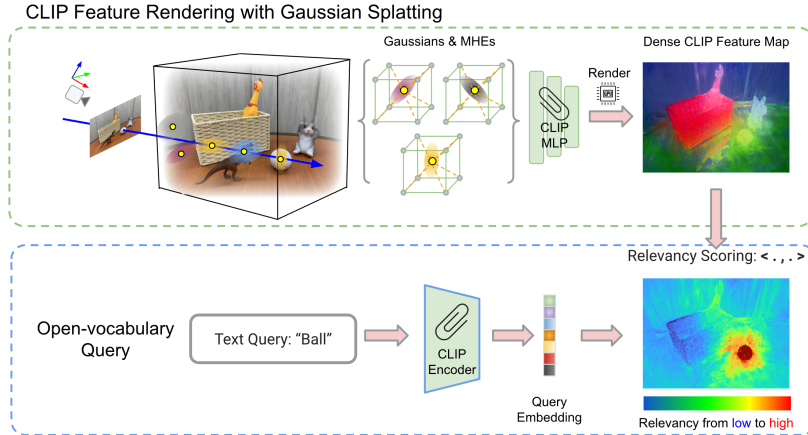 CLIP Feature Rendering with Gaussian Splatting
Gaussians & MHEs
Dense CLIP Feature Map
Render
GPU
CLIP
MLP
Relevancy Scoring: < . , . >
Open-vocabulary
Query
Text Query: “Ball”
CLIP
Encoder
Query
Embedding
Relevancy from low to high